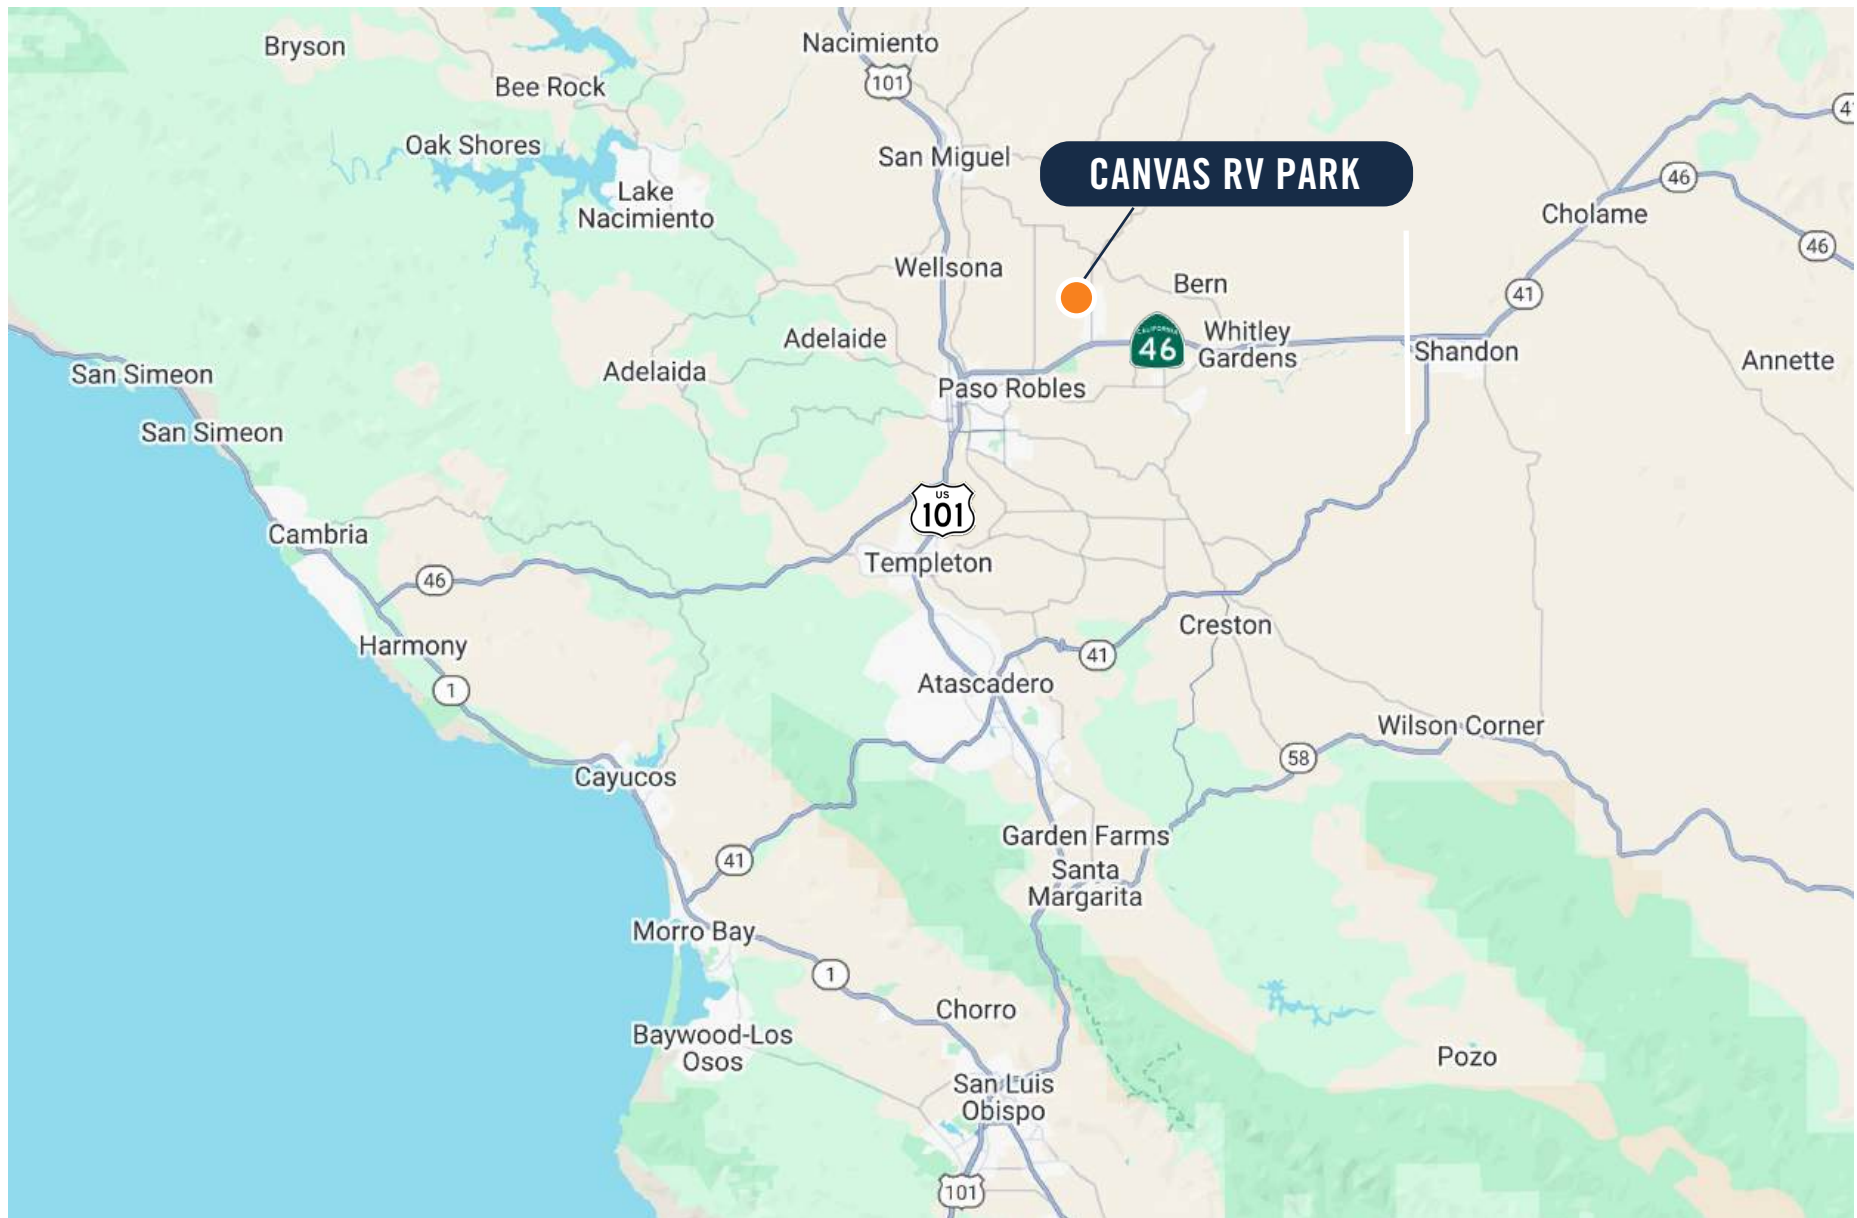 Bryson
Nacimiento
101
Bee Rock
41
Oak Shores
San Miguel
CANVAS RV PARK
46
Lake
Nacimiento
Cholame
46
Wellsona
Bern
41
Adelaide
CALIFORNIA
46
Whitley
Gardens
Shandon
Annette
San Simeon
Adelaida
Paso Robles
San Simeon
US
101
Cambria
Templeton
46
Creston
Harmony
41
1
Atascadero
Wilson Corner
58
Cayucos
Garden Farms
41
Santa
Margarita
Morro Bay
1
Chorro
Baywood-Los
Osos
Pozo
San Luis
Obispo
101